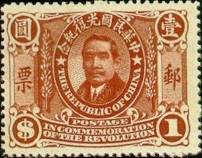 中華民國光復紀念
壹圓
郵票
THE REPUBLIC OF CHINA
POSTAGE
IN COMMEMORATION
OF THE REVOLUTION
$ 1